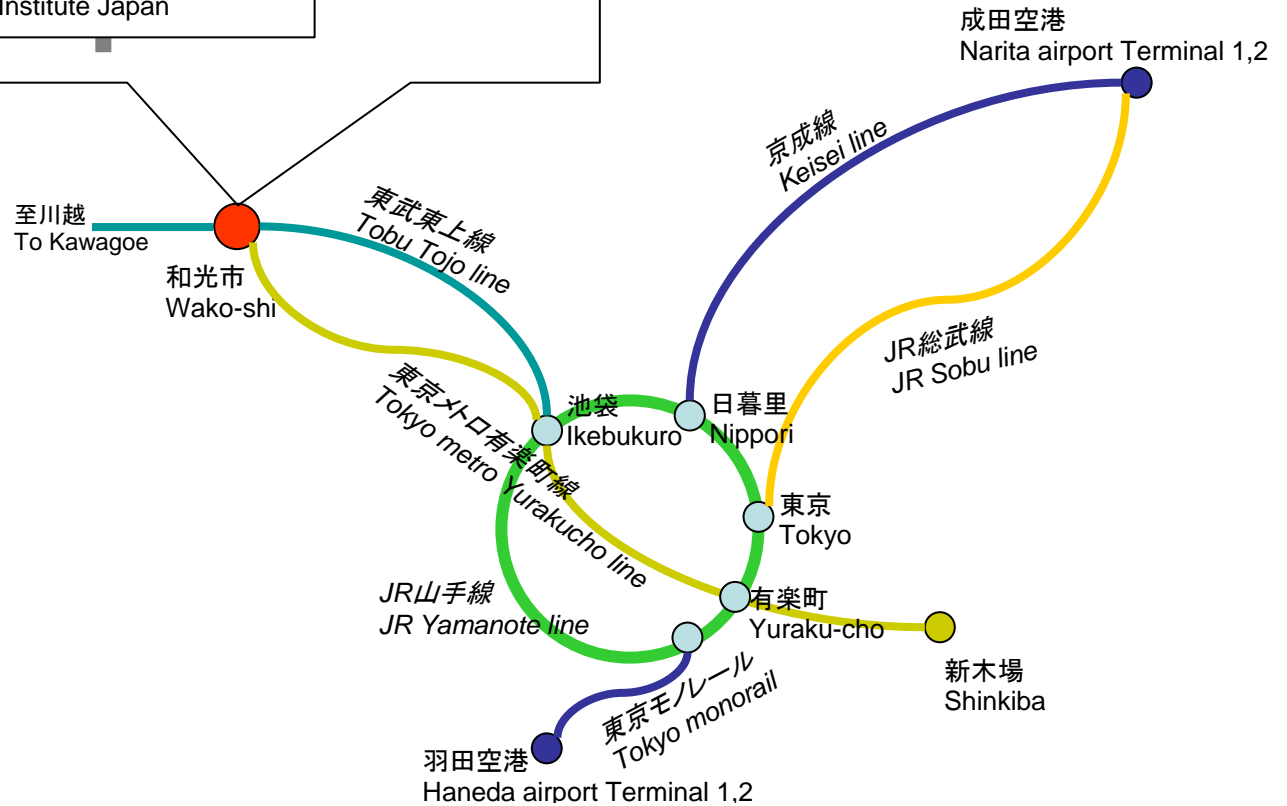 Institute Japan
成田空港
Narita airport Terminal 1,2
京成線
Keisei line
至川越
To Kawagoe
東武東上線
Tobu Tojo line
和光市
Wako-shi
JR総武線
JR Sobu line
東京メトロ有楽町線
Tokyo metro Yurakucho line
池袋
Ikebukuro
日暮里
Nippori
東京
Tokyo
JR山手線
JR Yamanote line
有楽町
Yuraku-cho
新木場
Shinkiba
東京モノレール
Tokyo monorail
羽田空港
Haneda airport Terminal 1,2